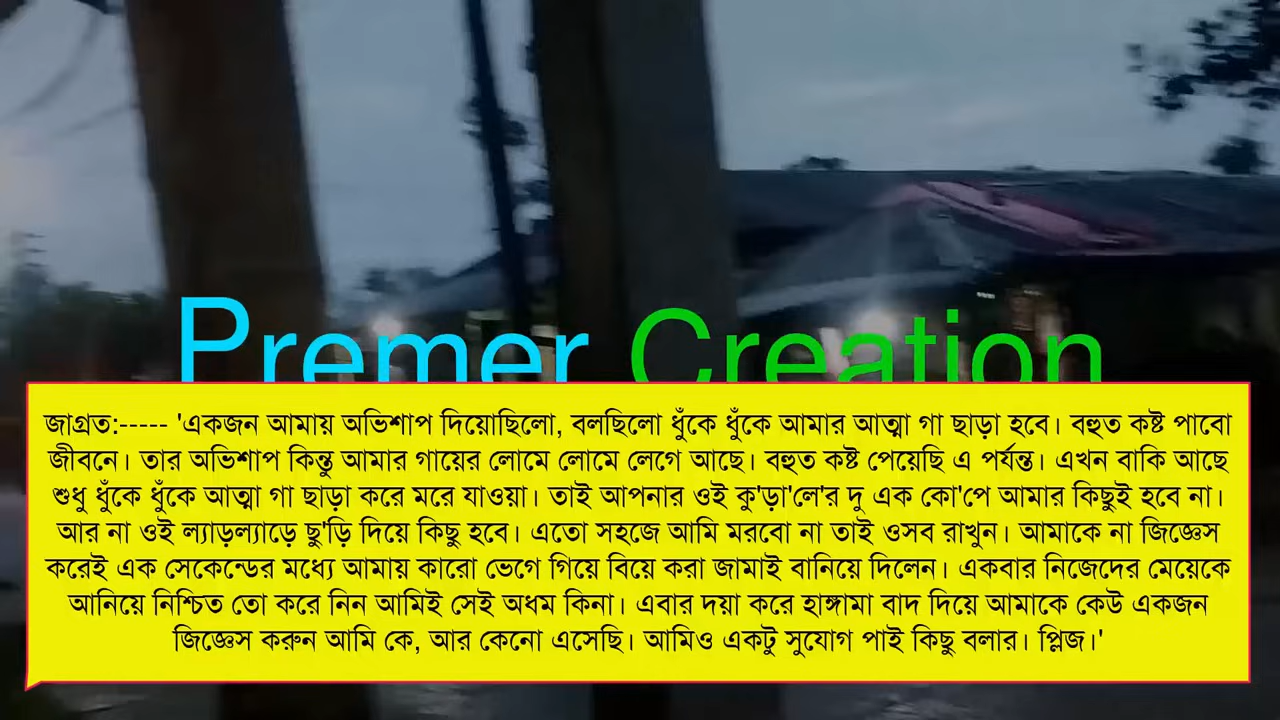 Premer Creation
জাগ্রত:----- 'একজন আমায় অভিশাপ দিয়োছিলো, বলছিলো ধুঁকে ধুঁকে আমার আত্মা গা ছাড়া হবে। বহুত কষ্ট পাবো
জীবনে। তার অভিশাপ কিন্তু আমার গায়ের লোমে লোমে লেগে আছে। বহুত কষ্ট পেয়েছি এ পর্যন্ত। এখন বাকি আছে
শুধু ধুঁকে ধুঁকে আত্মা গা ছাড়া করে মরে যাওয়া। তাই আপনার ওই কু'ড়া'লে'র দু এক কো'পে আমার কিছুই হবে না।
আর না ওই ল্যাড়ল্যাড়ে ছু'ড়ি দিয়ে কিছু হবে। এতো সহজে আমি মরবো না তাই ওসব রাখুন। আমাকে না জিজ্ঞেস
করেই এক সেকেন্ডের মধ্যে আমায় কারো ভেগে গিয়ে বিয়ে করা জামাই বানিয়ে দিলেন। একবার নিজেদের মেয়েকে
আনিয়ে নিশ্চিত তো করে নিন আমিই সেই অধম কিনা। এবার দয়া করে হাঙ্গামা বাদ দিয়ে আমাকে কেউ একজন
জিজ্ঞেস করুন আমি কে, আর কেনো এসেছি। আমিও একটু সুযোগ পাই কিছু বলার। প্লিজ।'